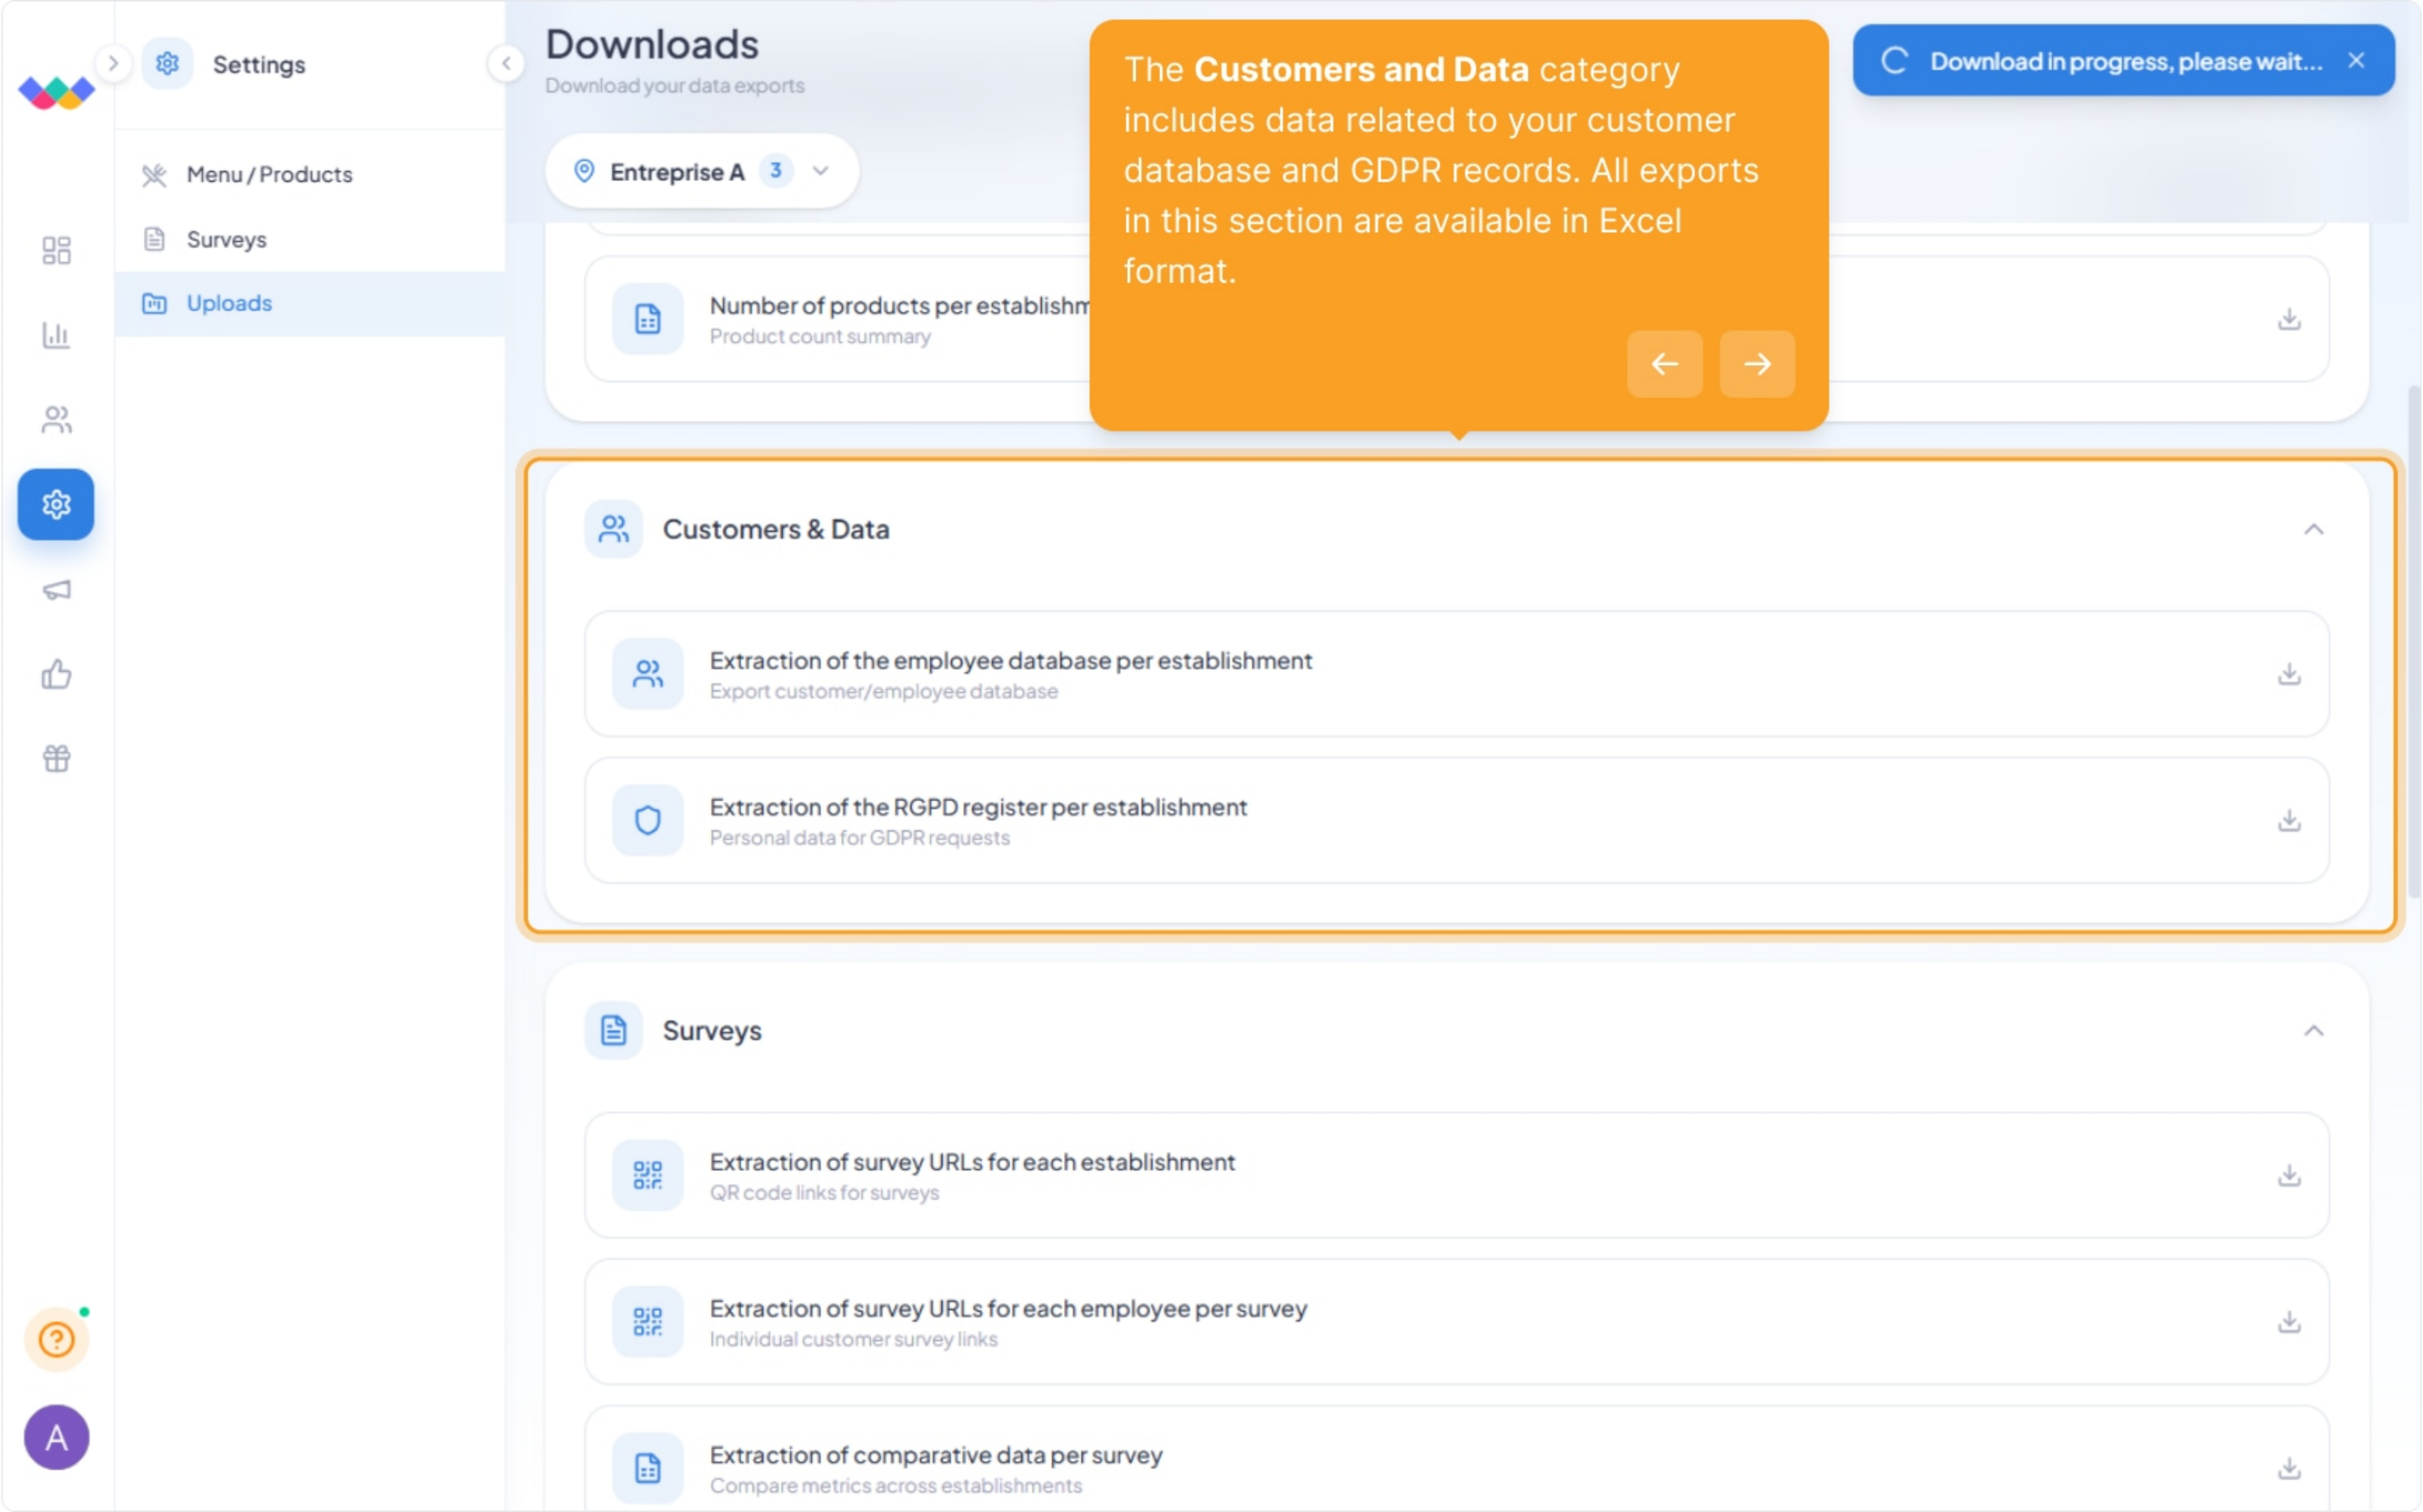 Settings
Menu / Products
Surveys
Uploads
A
Downloads
Download your data exports
Entreprise A 3
The Customers and Data category
includes data related to your customer
database and GDPR records. All exports
in this section are available in Excel
format.
Download in progress, please wait...
Number of products per establishm
Product count summary
Customers & Data
Extraction of the employee database per establishment
Export customer/employee database
Extraction of the RGPD register per establishment
Personal data for GDPR requests
Surveys
Extraction of survey URLs for each establishment
QR code links for surveys
Extraction of survey URLs for each employee per survey
Individual customer survey links
Extraction of comparative data per survey
Compare metrics across establishments